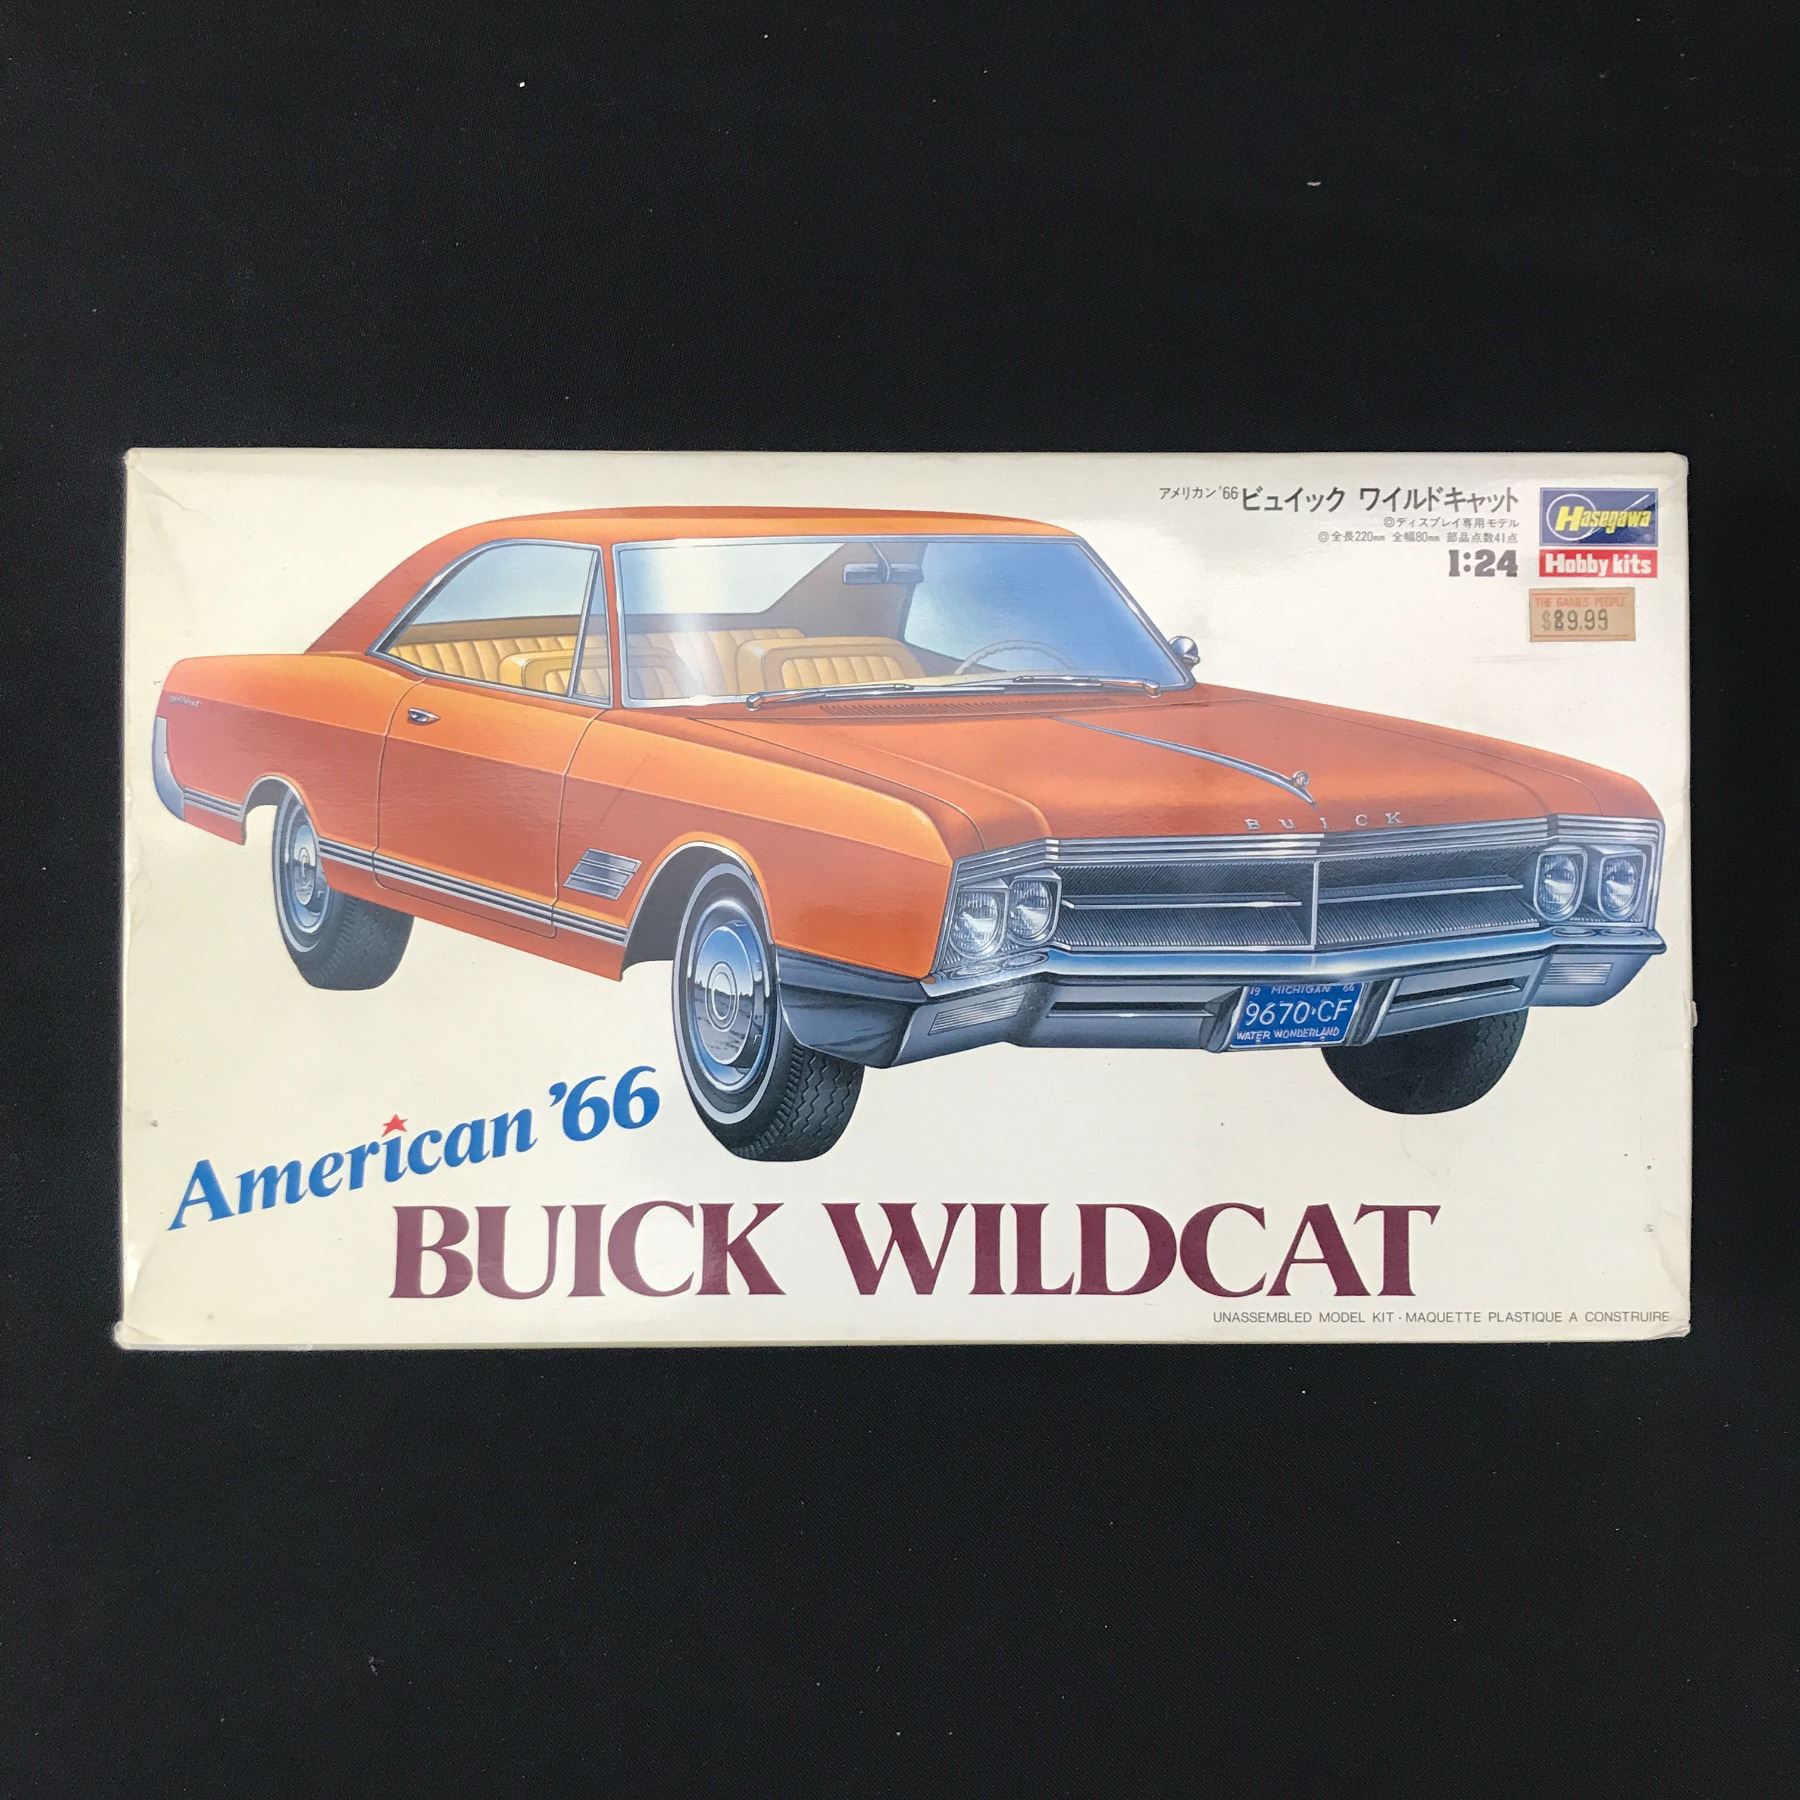 アメリカン'66 ビュイック ワイルドキャット
◎ディスプレイ専用モデル
◎全長220mm 全幅80mm 部品点数41点
1:24
Hasegawa
Hobby kits
THE GAMES PEOPLE
$89.99
BUICK
19 MICHIGAN 66
9670·CF
WATER WONDERLAND
American '66
BUICK WILDCAT
UNASSEMBLED MODEL KIT · MAQUETTE PLASTIQUE A CONSTRUIRE